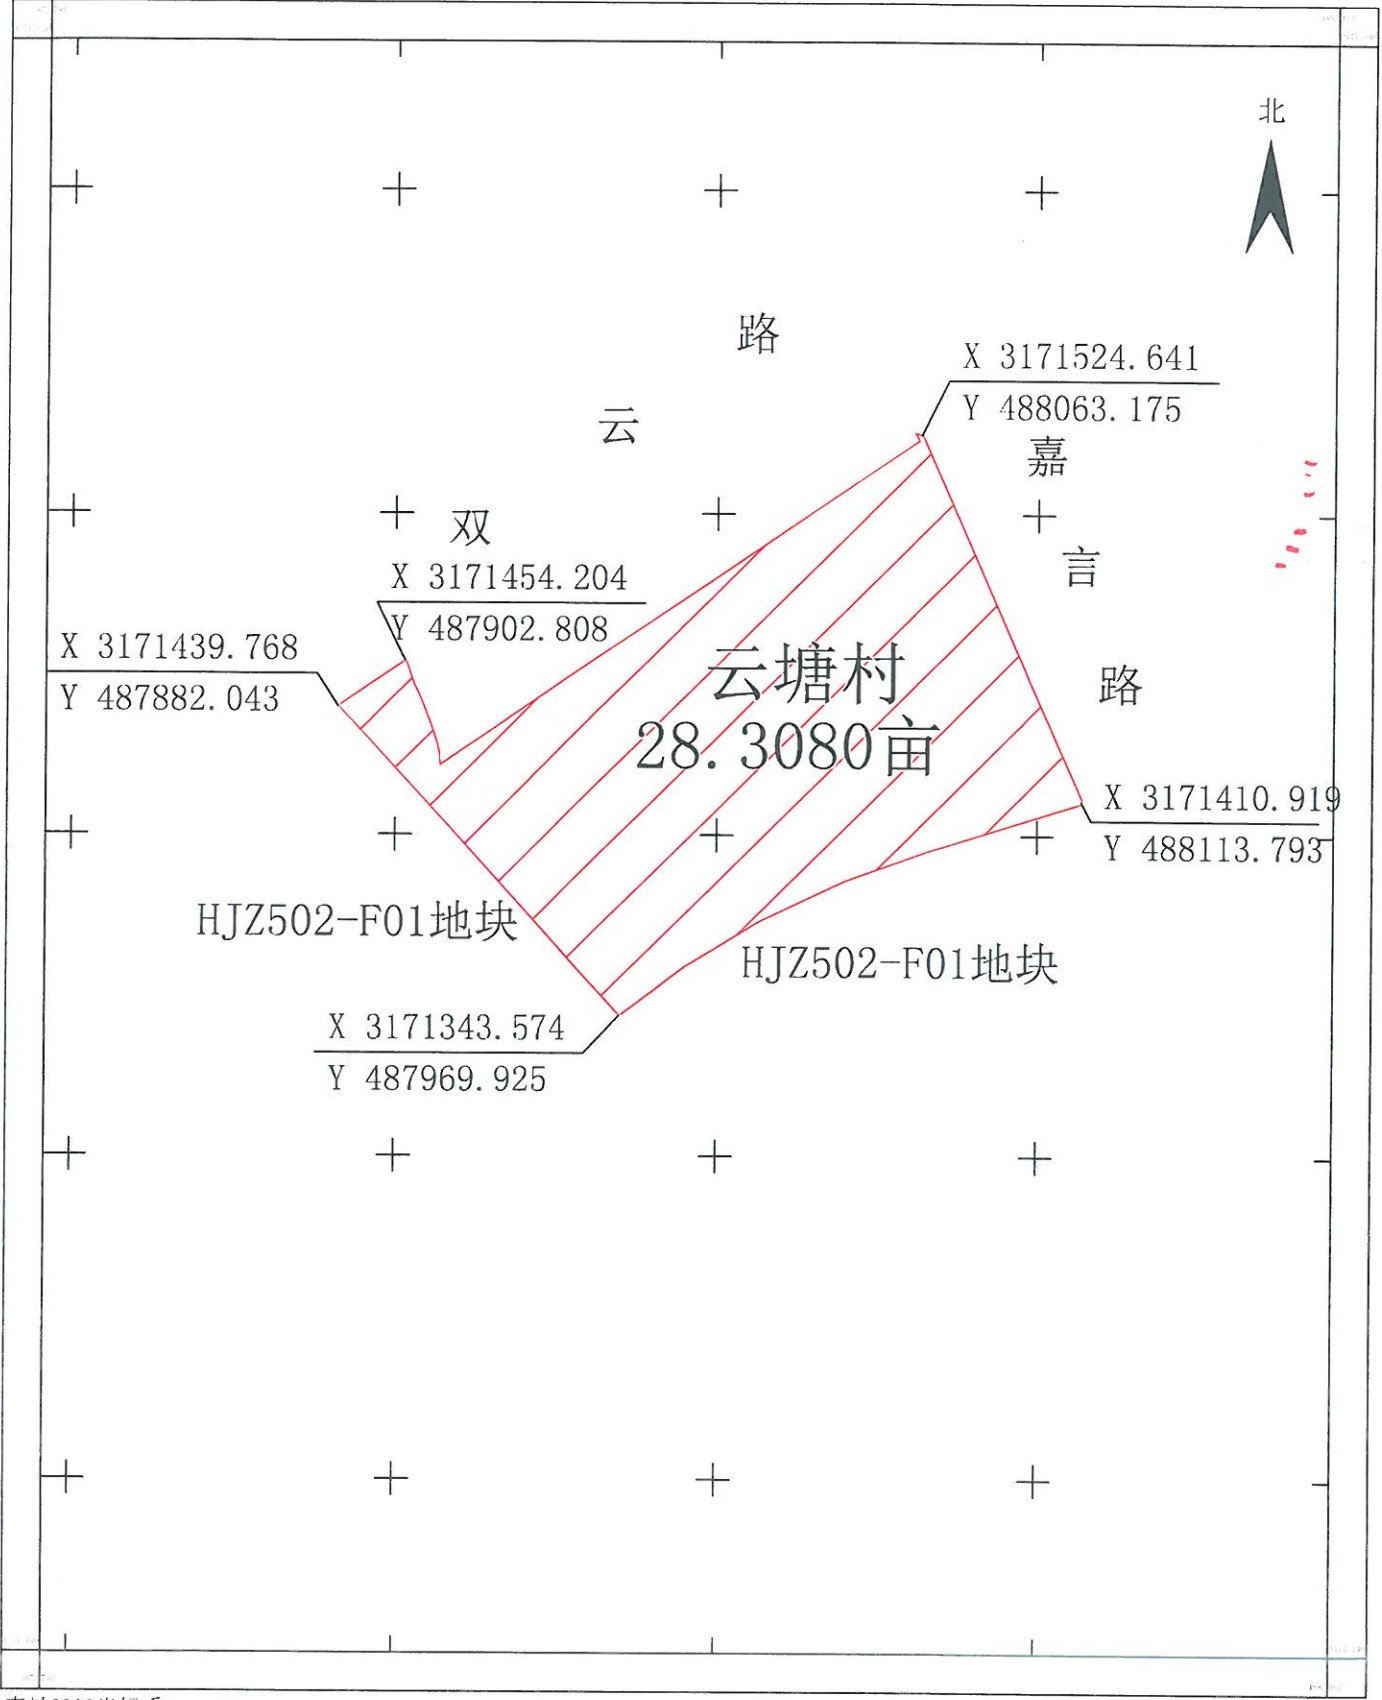 北
路
X 3171524.641
Y 488063.175
云
嘉
双
言
X 3171454.204
Y 487902.808
X 3171439.768
Y 487882.043
云塘村
28.3080亩
路
X 3171410.919
Y 488113.793
HJZ502-F01地块
HJZ502-F01地块
X 3171343.574
Y 487969.925